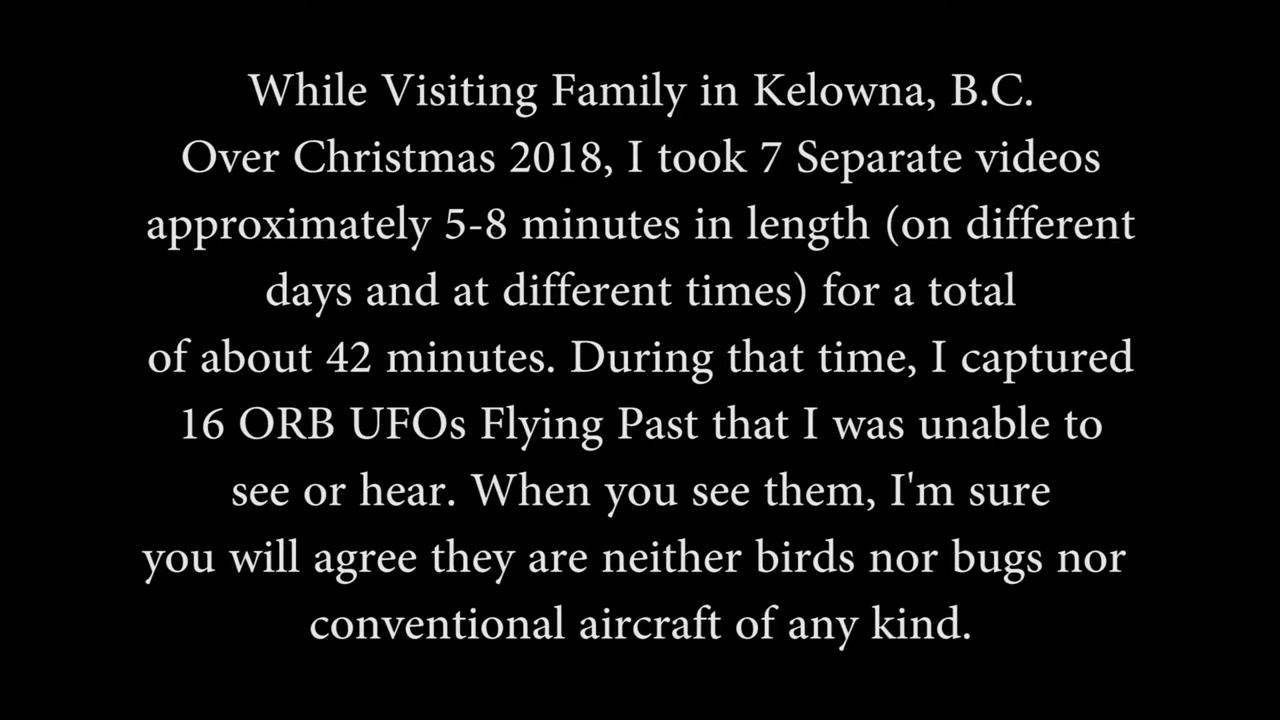 While Visiting Family in Kelowna, B.C.
Over Christmas 2018, I took 7 Separate videos
approximately 5-8 minutes in length (on different
days and at different times) for a total
of about 42 minutes. During that time, I captured
16 ORB UFOs Flying Past that I was unable to
see or hear. When you see them, I'm sure
you will agree they are neither birds nor bugs nor
conventional aircraft of any kind.